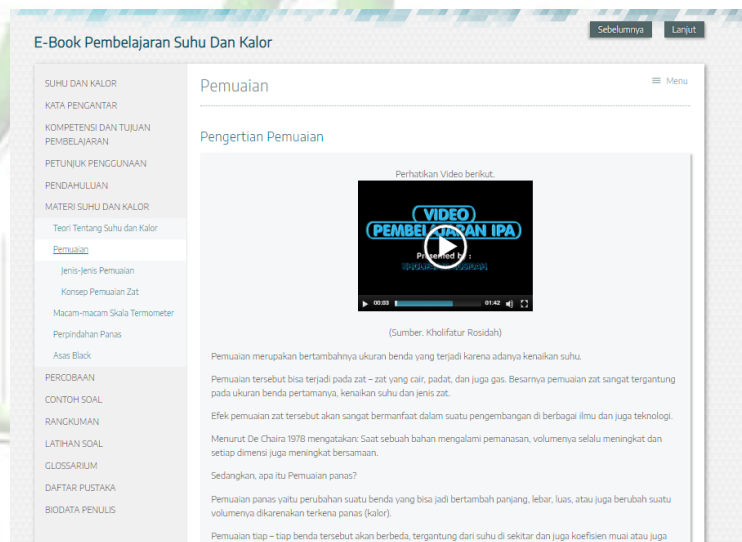 Sebelumnya
Lanjut
E-Book Pembelajaran Suhu Dan Kalor
SUHU DAN KALOR
KATA PENGANTAR
KOMPETENSI DAN TUJUAN
PEMBELAJARAN
PETUNJUK PENGGUNAAN
PENDAHULUAN
MATERI SUHU DAN KALOR
Teori Tentang Suhu dan Kalor
Pemuaian
Jenis-Jenis Pemuaian
Konsep Pemuaian Zat
Macam-macam Skala Termometer
Perpindahan Panas
Asas Black
PERCOBAAN
CONTOH SOAL
RANGKUMAN
LATIHAN SOAL
GLOSSARIUM
DAFTAR PUSTAKA
BIODATA PENULIS
Pemuaian
Menu
Pengertian Pemuaian
Perhatikan Video berikut.
VIDEO
PEMBELAJARAN IPA
Presented by :
00:03
01:42
(Sumber. Kholifatur Rosidah)
Pemuaian merupakan bertambahnya ukuran benda yang terjadi karena adanya kenaikan suhu.
Pemuaian tersebut bisa terjadi pada zat – zat yang cair, padat, dan juga gas. Besarnya pemuaian zat sangat tergantung
pada ukuran benda pertamanya, kenaikan suhu dan jenis zat.
Efek pemuaian zat tersebut akan sangat bermanfaat dalam suatu pengembangan di berbagai ilmu dan juga teknologi.
Menurut De Chaira 1978 mengatakan: Saat sebuah bahan mengalami pemanasan, volumenya selalu meningkat dan
setiap dimensi juga meningkat bersamaan.
Sedangkan, apa itu Pemuaian panas?
Pemuaian panas yaitu perubahan suatu benda yang bisa jadi bertambah panjang, lebar, luas, atau juga berubah suatu
volumenya dikarenakan terkena panas (kalor).
Pemuaian tiap – tiap benda tersebut akan berbeda, tergantung dari suhu di sekitar dan juga koefisien muai atau juga